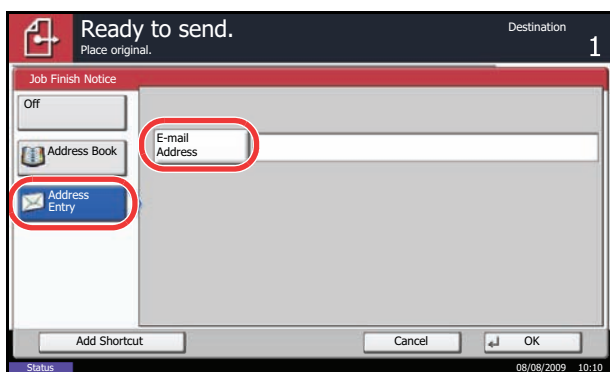 Ready to send.
Destination
Place original.
1
Job Finish Notice
Off
Address Book
Address
Entry
E-mail
Address
Add Shortcut
Cancel
OK
Status
08/08/2009 10:10